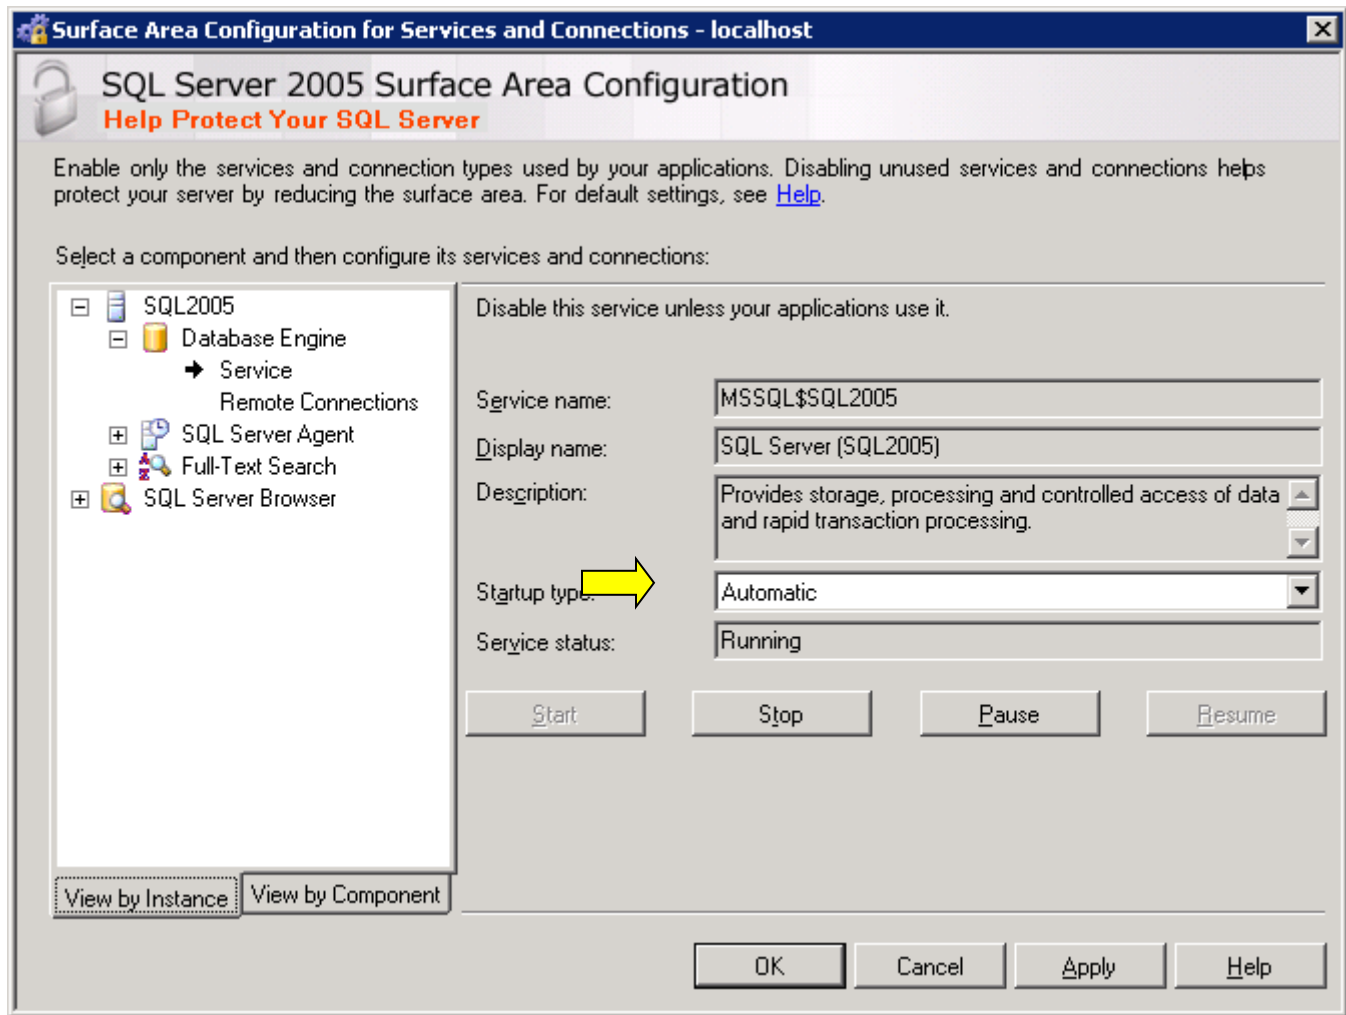 Surface Area Configuration for Services and Connections - localhost
SQL Server 2005 Surface Area Configuration
Help Protect Your SQL Server
Enable only the services and connection types used by your applications. Disabling unused services and connections helps
protect your server by reducing the surface area. For default settings, see Help.
Select a component and then configure its services and connections:
SQL2005
Database Engine
Service
Remote Connections
SQL Server Agent
Full-Text Search
SQL Server Browser
View by Instance
View by Component
Disable this service unless your applications use it.
Service name:
MSSQL$SQL2005
Display name:
SQL Server (SQL2005)
Description:
Provides storage, processing and controlled access of data
and rapid transaction processing.
Startup type:
Automatic
Service status:
Running
Start
Stop
Pause
Resume
OK
Cancel
Apply
Help